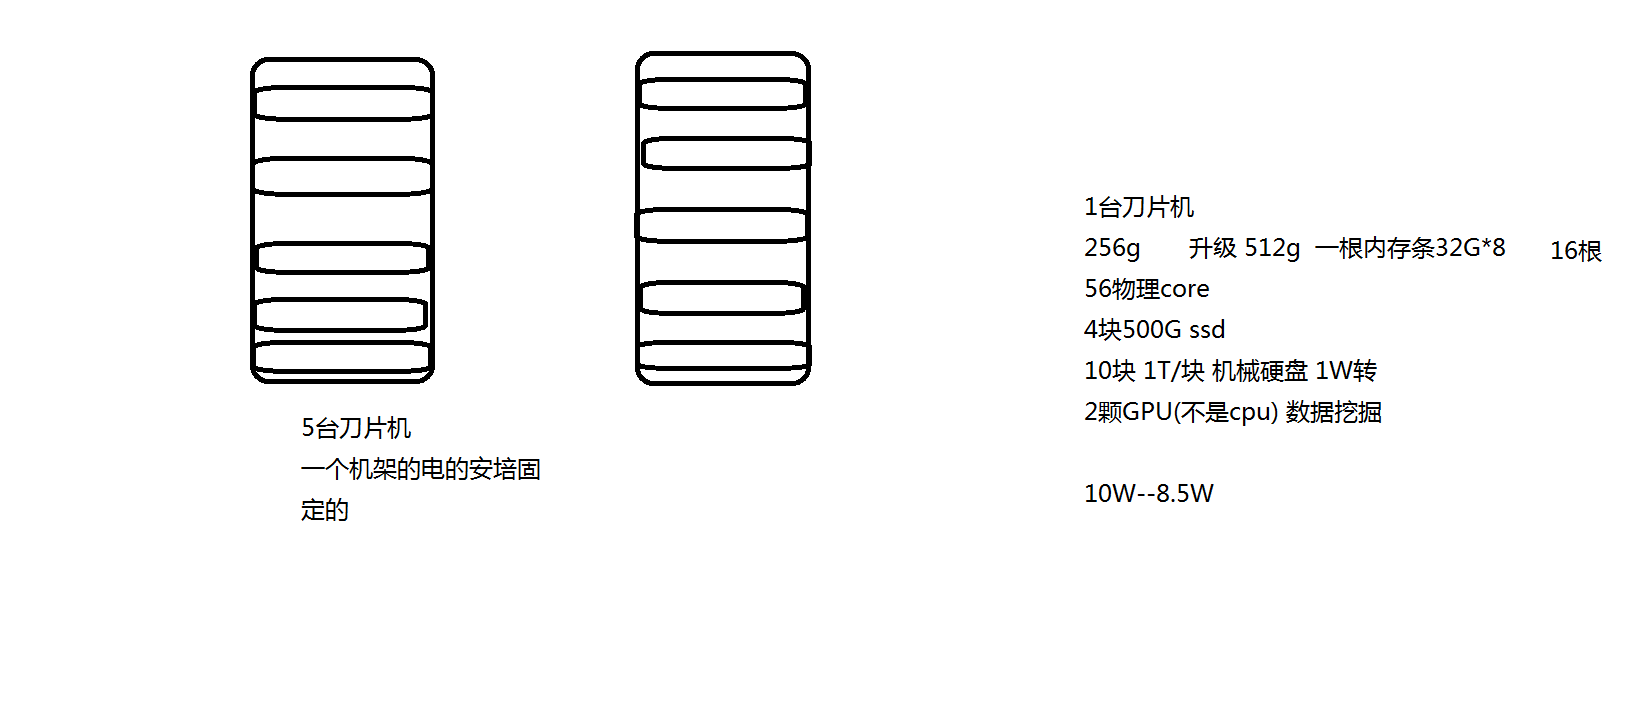 5台刀片机
一个机架的电的安培固
定的
1台刀片机
256g 升级 512g 一根内存条32G*8 16根
56物理core
4块500G ssd
10块 1T/块 机械硬盘 1W转
2颗GPU(不是cpu) 数据挖掘
10W--8.5W